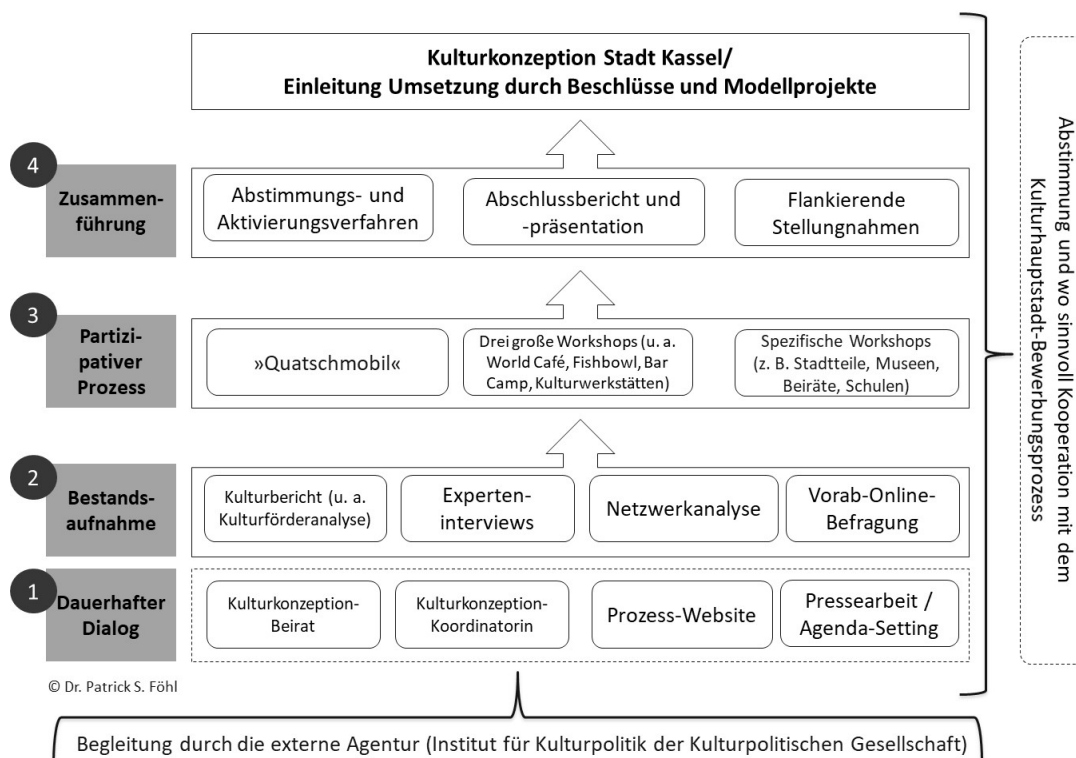 Kulturkonzeption Stadt Kassel/
Einleitung Umsetzung durch Beschlüsse und Modellprojekte
4
Zusammen-
führung
Abstimmungs- und
Aktivierungsverfahren
Abschlussbericht und
-präsentation
Flankierende
Stellungnahmen
3
Partizi-
pativer
Prozess
»Quatschmobil«
Drei große Workshops (u. a.
World Café, Fishbowl, Bar
Camp, Kulturwerkstätten)
Spezifische Workshops
(z. B. Stadtteile, Museen,
Beiräte, Schulen)
2
Bestands-
aufnahme
Kulturbericht (u. a.
Kulturförderanalyse)
Experten-
interviews
Netzwerkanalyse
Vorab-Online-
Befragung
1
Dauerhafter
Dialog
Kulturkonzeption-
Beirat
Kulturkonzeption-
Koordinatorin
Prozess-Website
Pressearbeit /
Agenda-Setting
© Dr. Patrick S. Föhl
Begleitung durch die externe Agentur (Institut für Kulturpolitik der Kulturpolitischen Gesellschaft)
Abstimmung und wo sinnvoll Kooperation mit dem
Kulturhauptstadt-Bewerbungsprozess